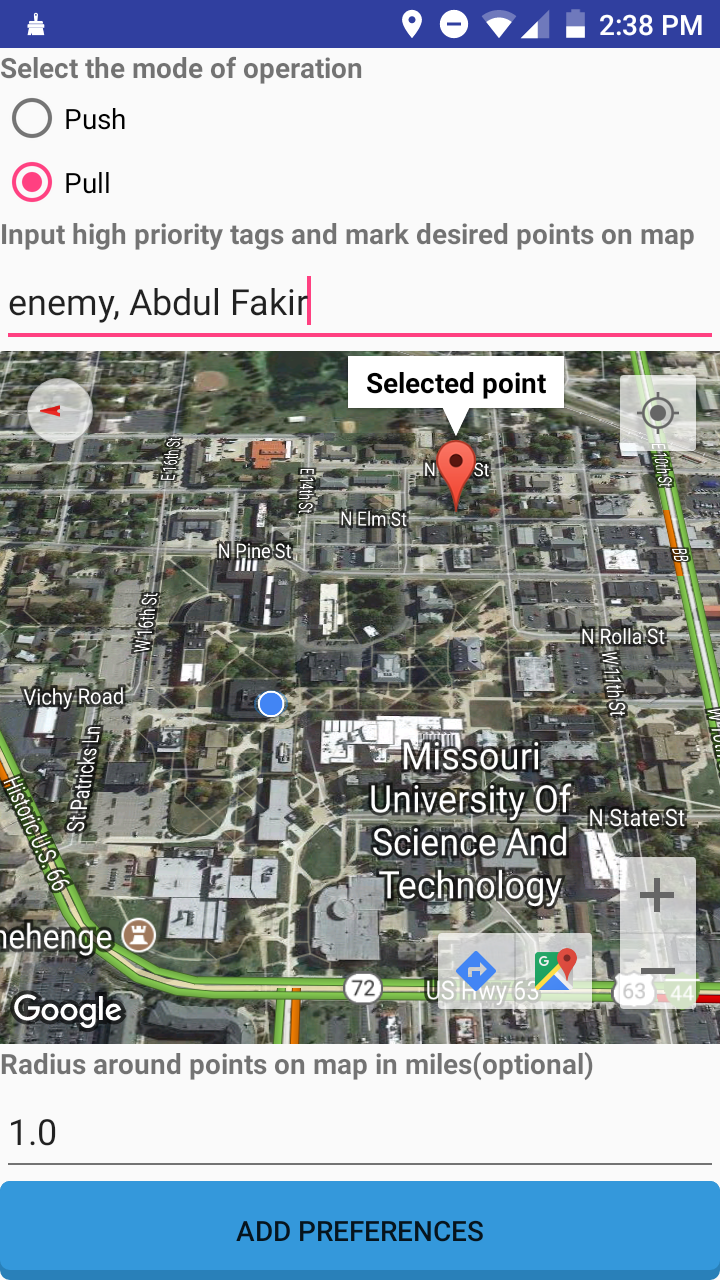 2:38 PM
Select the mode of operation
Push
Pull
Input high priority tags and mark desired points on map
enemy, Abdul Fakir
Selected point
E 16th St
E 14th St
N
St
E 10th St
N Elm St
N Pine St
BB
W 16th St
N Rolla St
W 11th St
Vichy Road
St Patricks Ln
Missouri
University Of
Science And
Technology
N State St
Historic U.S. 66
nehenge
72
US Hwy 63
63
44
Google
Radius around points on map in miles(optional)
1.0
ADD PREFERENCES